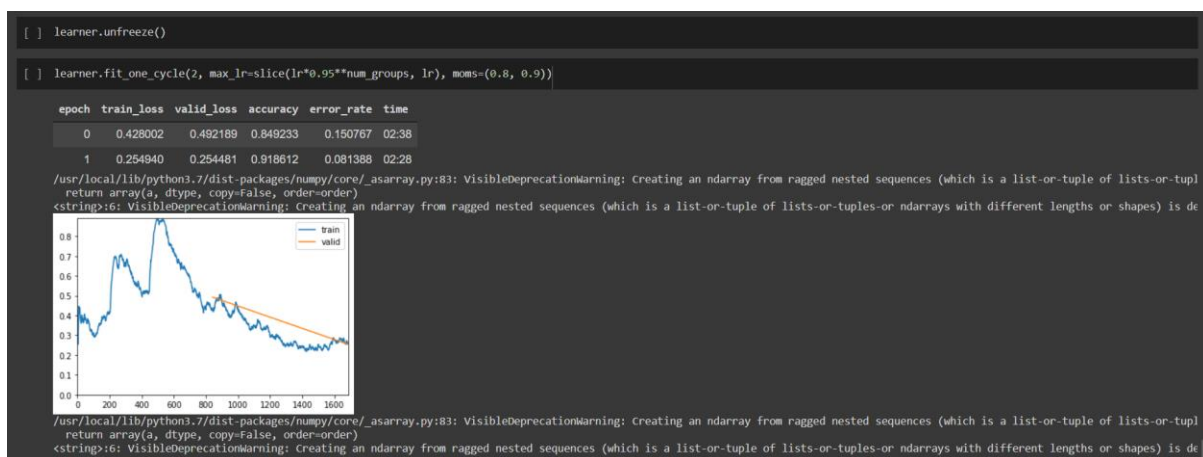 [ ] learner.unfreeze()
[ ] learner.fit_one_cycle(2, max_lr=slice(lr*0.95**num_groups, lr), moms=(0.8, 0.9))
epoch train_loss valid_loss accuracy error_rate time
0 0.428002 0.492189 0.849233 0.150767 02:38
1 0.254940 0.254481 0.918612 0.081388 02:28
/usr/local/lib/python3.7/dist-packages/numpy/core/_asarray.py:83: VisibleDeprecationWarning: Creating an ndarray from ragged nested sequences (which is a list-or-tuple of lists-or-tupl
return array(a, dtype, copy=False, order=order)
<string>:6: VisibleDeprecationWarning: Creating an ndarray from ragged nested sequences (which is a list-or-tuple of lists-or-tuples-or ndarrays with different lengths or shapes) is de
train
valid
0.8
0.7
0.6
0.5
0.4
0.3
0.2
0.1
0.0
0 200 400 600 800 1000 1200 1400 1600
/usr/local/lib/python3.7/dist-packages/numpy/core/_asarray.py:83: VisibleDeprecationWarning: Creating an ndarray from ragged nested sequences (which is a list-or-tuple of lists-or-tupl
return array(a, dtype, copy=False, order=order)
<string>:6: VisibleDeprecationWarning: Creating an ndarray from ragged nested sequences (which is a list-or-tuple of lists-or-tuples-or ndarrays with different lengths or shapes) is de